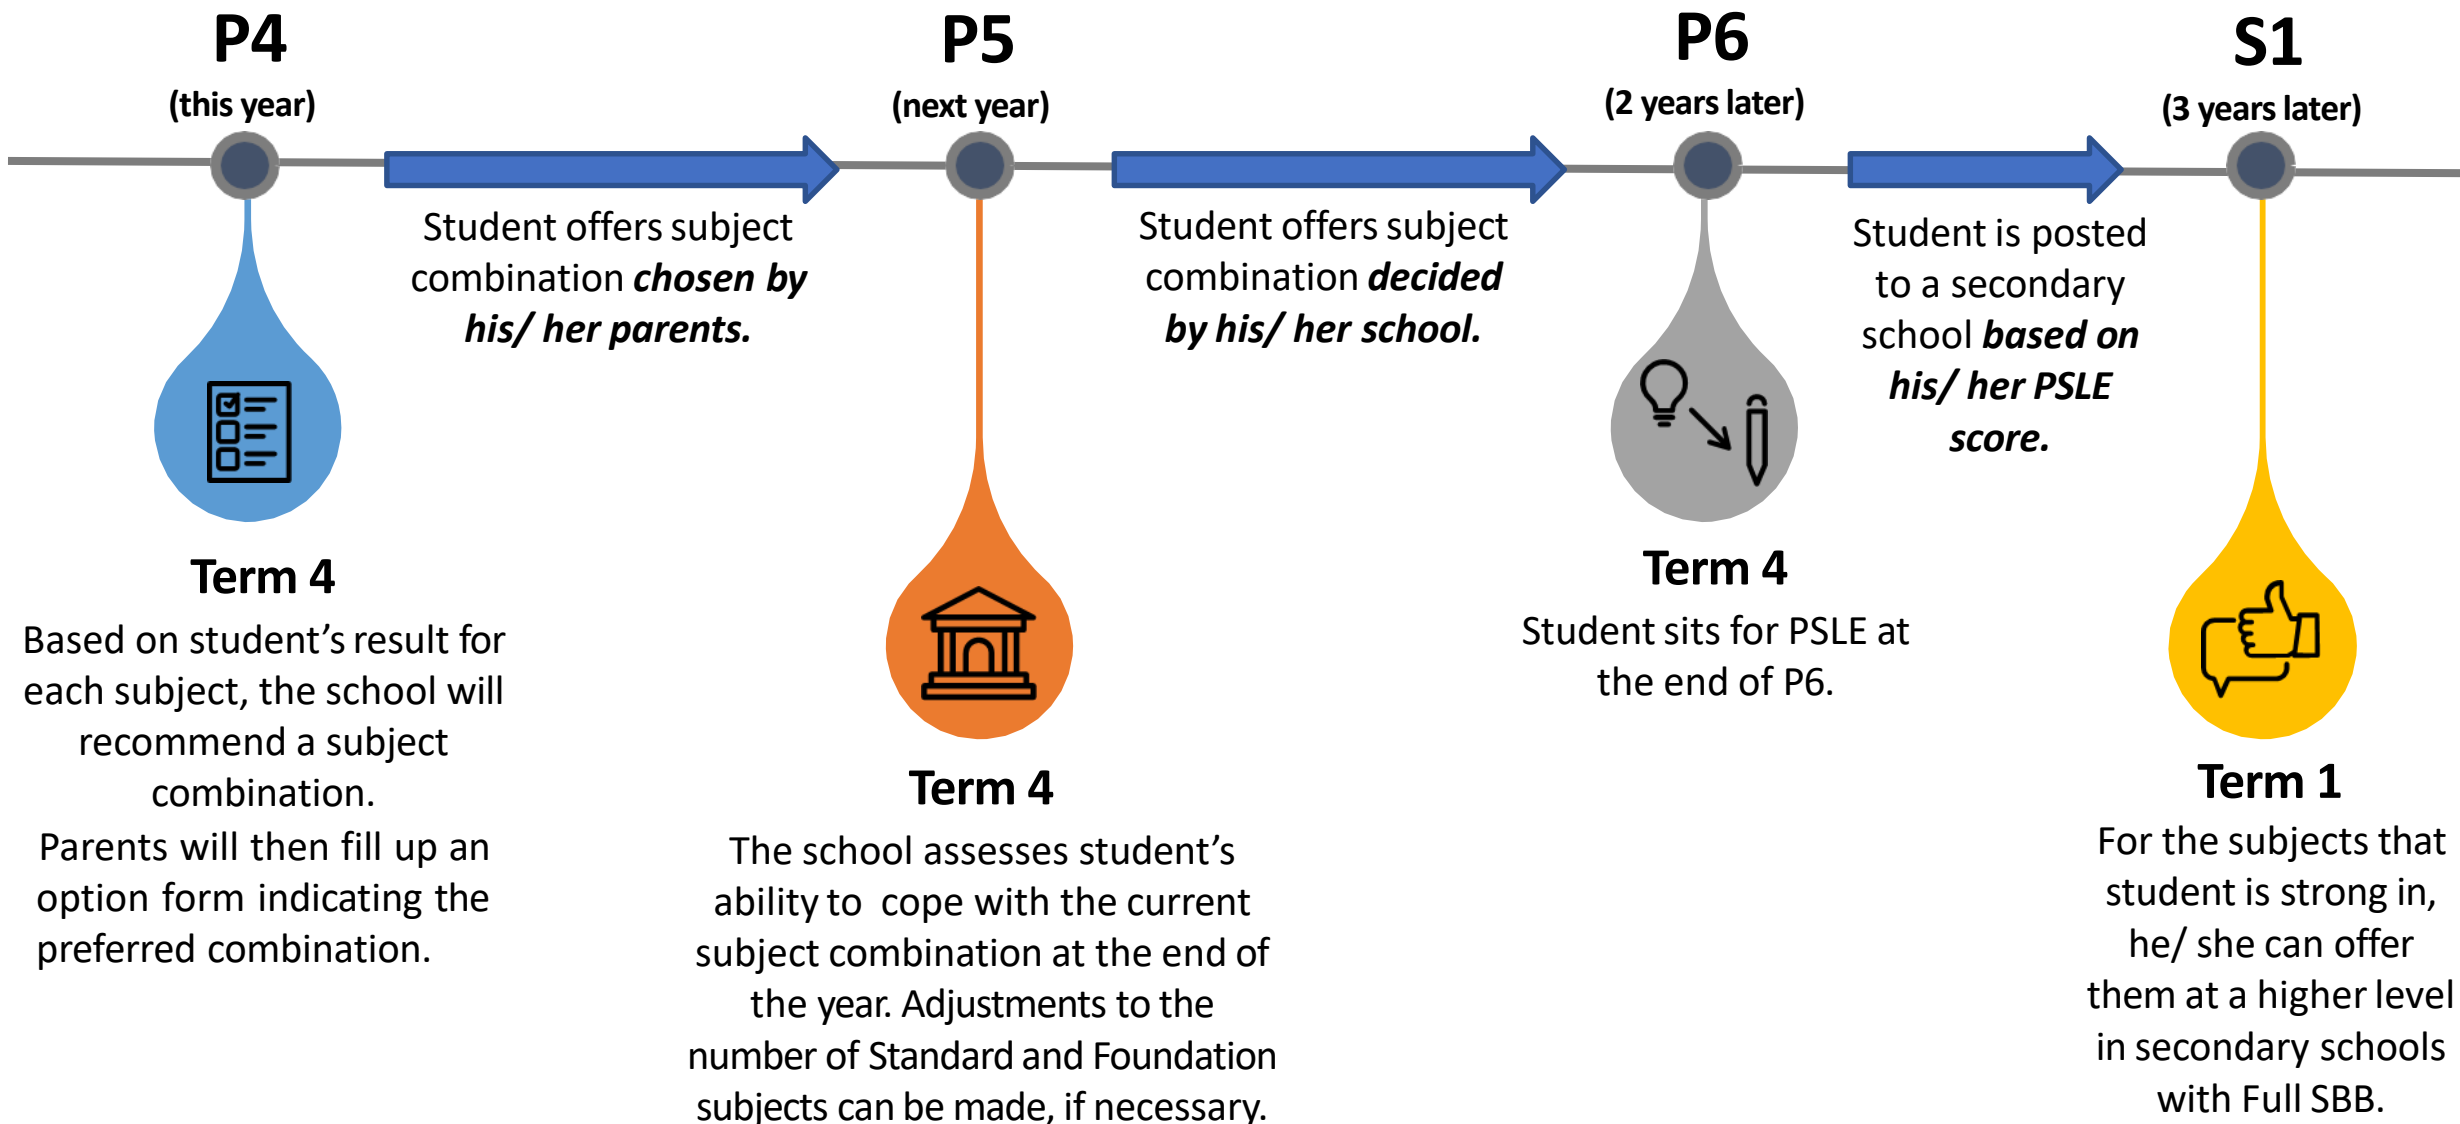 P4
(this year)
P5
(next year)
P6
(2 years later)
S1
(3 years later)
Student offers subject
combination chosen by
his/ her parents.
Student offers subject
combination decided
by his/ her school.
Student is posted
to a secondary
school based on
his/ her PSLE
score.
Term 4
Based on student’s result for
each subject, the school will
recommend a subject
combination.
Parents will then fill up an
option form indicating the
preferred combination.
Term 4
The school assesses student’s
ability to  cope with the current
subject combination at the end of
the year. Adjustments to the
number of Standard and Foundation
subjects can be made, if necessary.
Term 4
Student sits for PSLE at
the end of P6.
Term 1
For the subjects that
student is strong in,
he/ she can offer
them at a higher level
in secondary schools
with Full SBB.